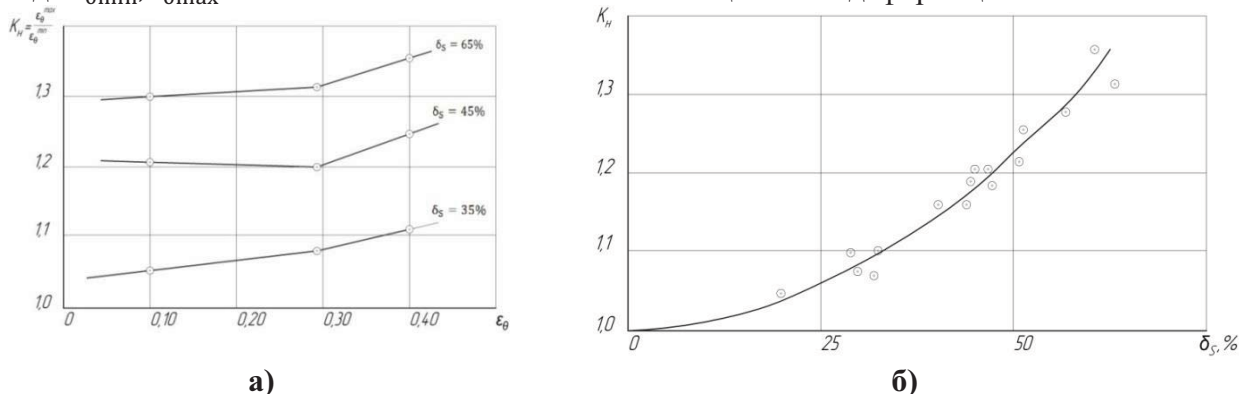 K_н = ε_θ^max / ε_θ^min
δ_S = 65%
1,3
δ_S = 45%
1,2
δ_S = 35%
1,1
1,0
0 0,10 0,20 0,30 0,40 ε_θ
а)
K_н
1,3
1,2
1,1
1,0
0 25 50 δ_S, %
б)